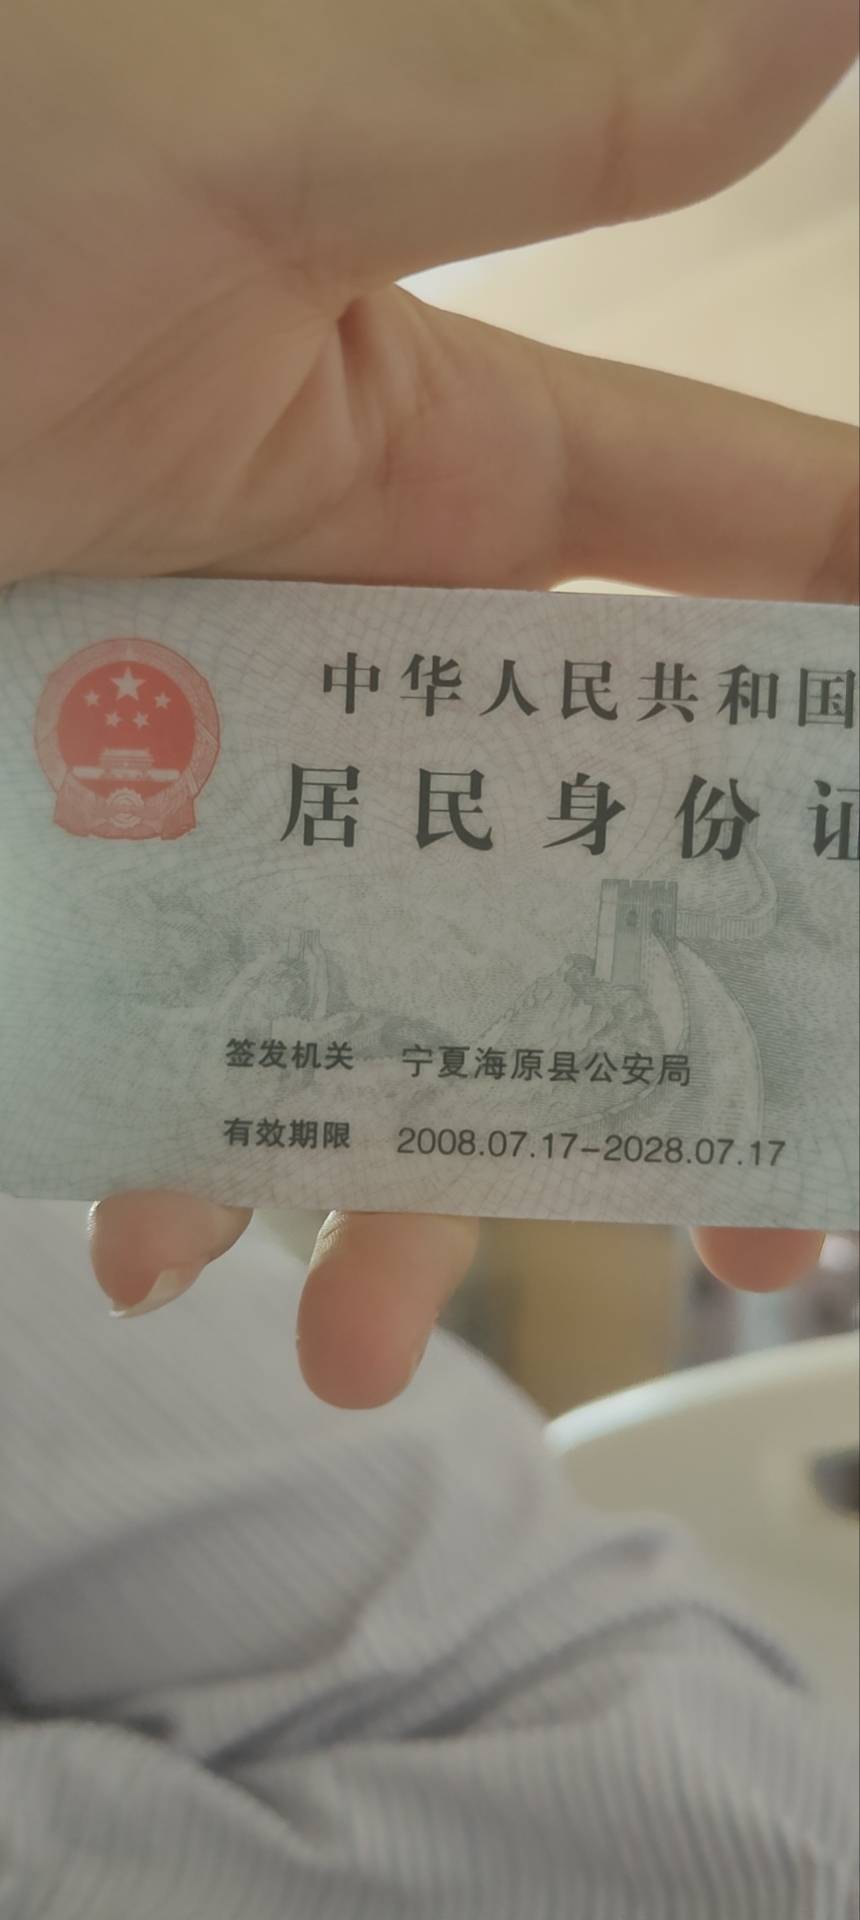 中华人民共和国
居民身份证
签发机关 宁夏海原县公安局
有效期限 2008.07.17-2028.07.17